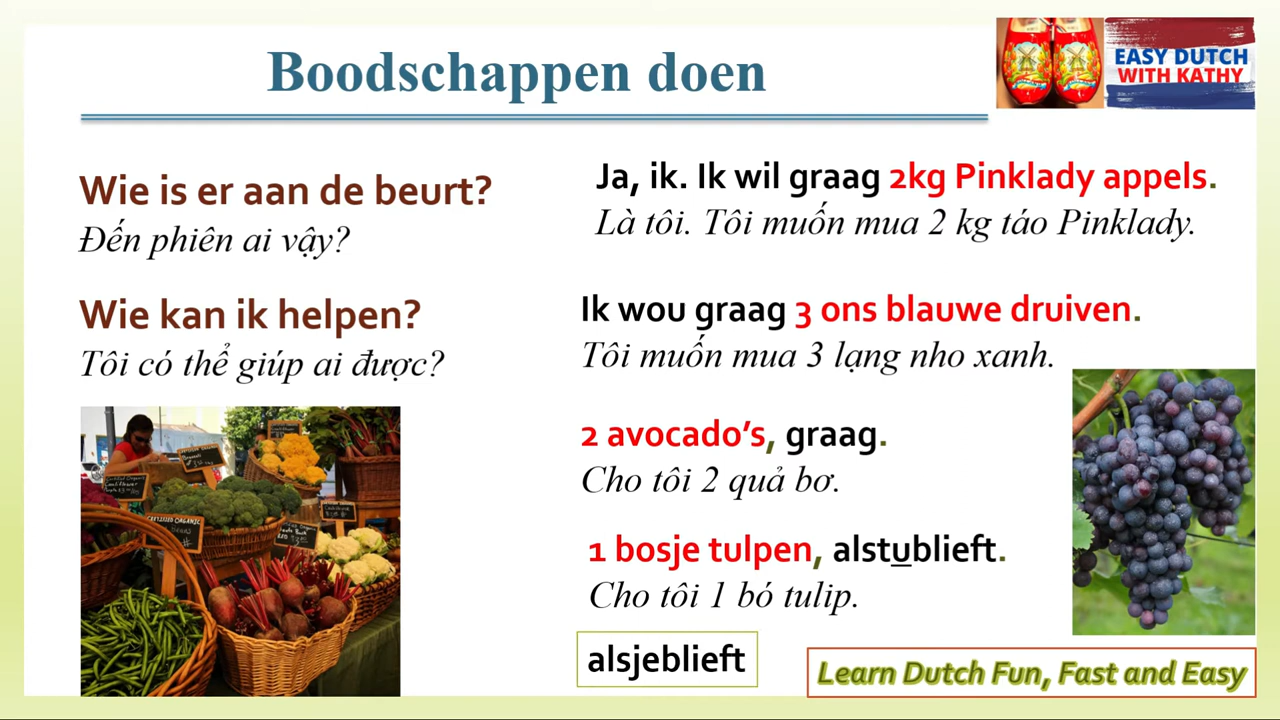 Boodschappen doen
EASY DUTCH
WITH KATHY
Wie is er aan de beurt?
Đến phiên ai vậy?
Wie kan ik helpen?
Tôi có thể giúp ai được?
Ja, ik. Ik wil graag 2kg Pinklady appels.
Là tôi. Tôi muốn mua 2 kg táo Pinklady.
Ik wou graag 3 ons blauwe druiven.
Tôi muốn mua 3 lạng nho xanh.
2 avocado’s, graag.
Cho tôi 2 quả bơ.
1 bosje tulpen, alstublieft.
Cho tôi 1 bó tulip.
alsjeblieft
Learn Dutch Fun, Fast and Easy
CERTIFIED ORGANIC